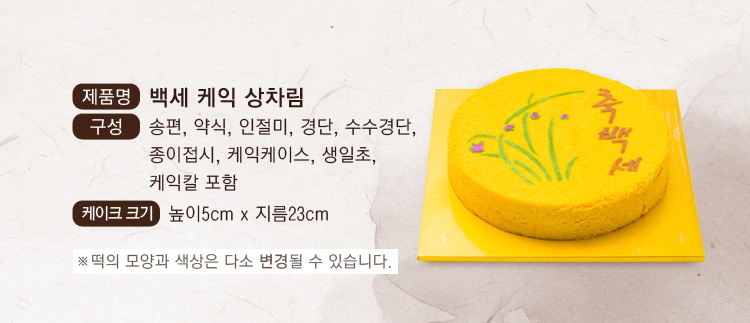 제품명 백세 케익 상차림
구성 송편, 약식, 인절미, 경단, 수수경단,
종이접시, 케익케이스, 생일초,
케익칼 포함
케이크 크기 높이5cm x 지름23cm
※떡의 모양과 색상은 다소 변경될 수 있습니다.
축백세